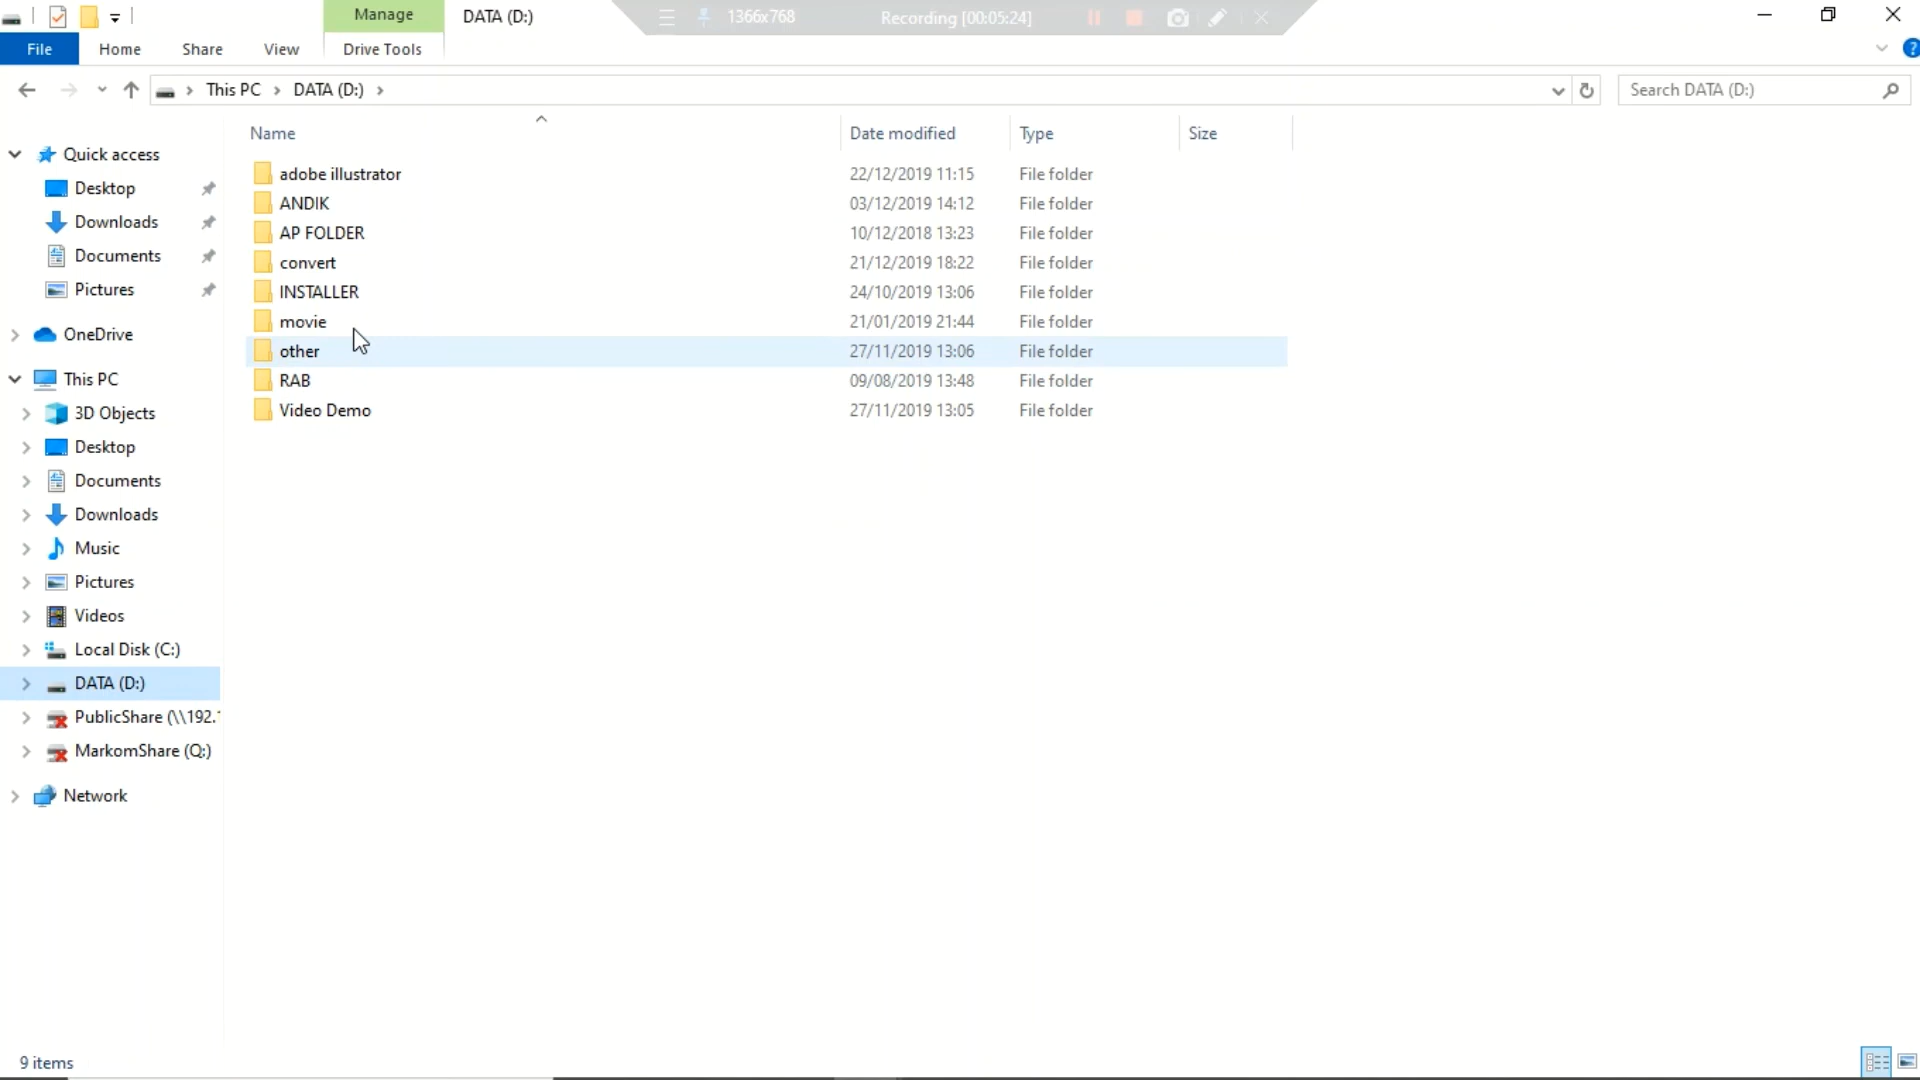 Manage
DATA (D:)
1366x768
Recording [00:05:24]
File
Home
Share
View
Drive Tools
This PC
DATA (D:)
Search DATA (D:)
Name
Date modified
Type
Size
Quick access
Desktop
Downloads
Documents
Pictures
OneDrive
This PC
3D Objects
Desktop
Documents
Downloads
Music
Pictures
Videos
Local Disk (C:)
DATA (D:)
PublicShare (\\192.
MarkomShare (Q:)
Network
adobe illustrator 22/12/2019 11:15 File folder
ANDIK 03/12/2019 14:12 File folder
AP FOLDER 10/12/2018 13:23 File folder
convert 21/12/2019 18:22 File folder
INSTALLER 24/10/2019 13:06 File folder
movie 21/01/2019 21:44 File folder
other 27/11/2019 13:06 File folder
RAB 09/08/2019 13:48 File folder
Video Demo 27/11/2019 13:05 File folder
9 items